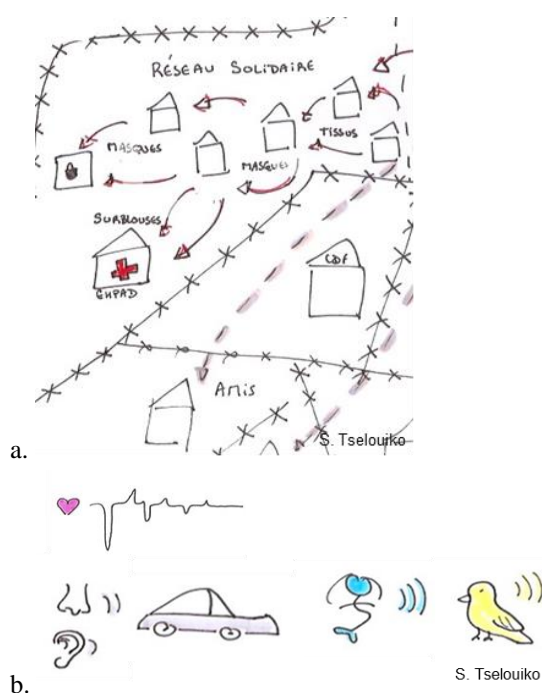 RÉSEAU SOLIDAIRE
TISSUS
MASQUES
MASQUES
SURBLOUSES
EHPAD
CDF
AMIS
S. Tselouiko
a.
S. Tselouiko
b.